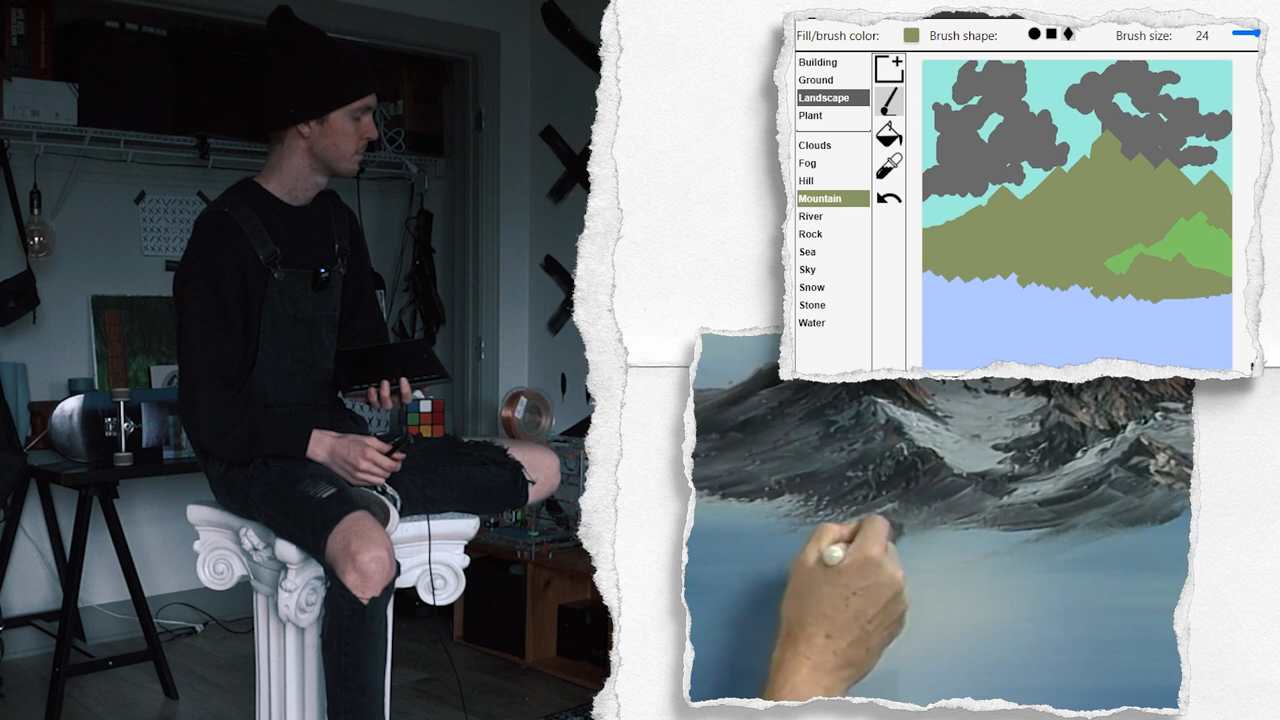 Fill/brush color: Brush shape: Brush size: 24
Building
Ground
Landscape
Plant
Clouds
Fog
Hill
Mountain
River
Rock
Sea
Sky
Snow
Stone
Water